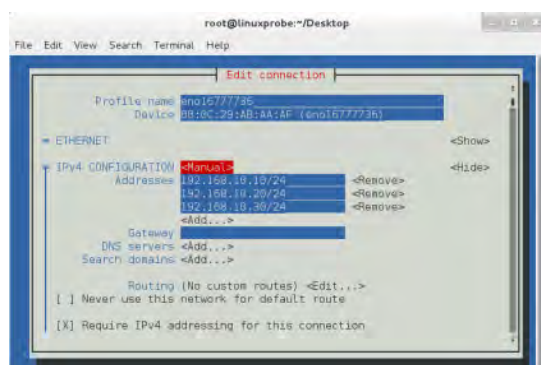 root@linuxprobe:~/Desktop
File Edit View Search Terminal Help
Edit connection
Profile name eno16777736
Device 00:0C:29:AB:AA:AF (eno16777736)
ETHERNET <Show>
IPv4 CONFIGURATION <Manual> <Hide>
Addresses 192.168.10.10/24 <Remove>
192.168.10.20/24 <Remove>
192.168.10.30/24 <Remove>
<Add...>
Gateway
DNS servers <Add...>
Search domains <Add...>
Routing (No custom routes) <Edit...>
[ ] Never use this network for default route
[X] Require IPv4 addressing for this connection